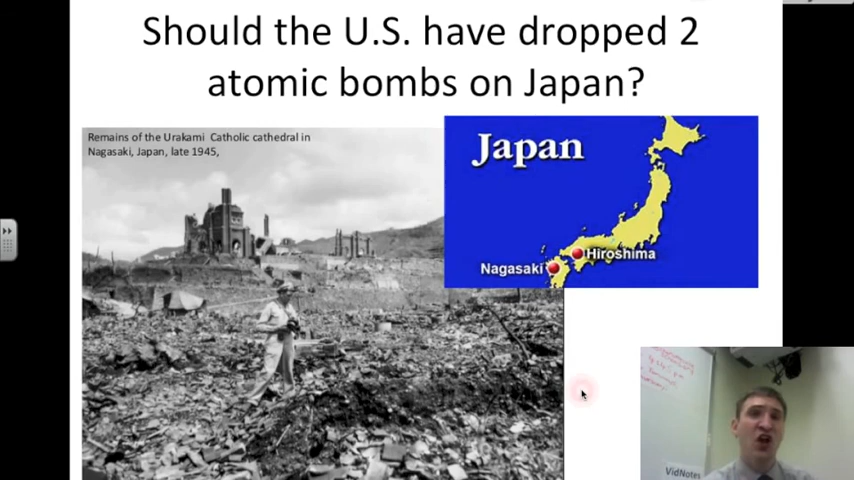 Should the U.S. have dropped 2
atomic bombs on Japan?
Remains of the Urakami Catholic cathedral in
Nagasaki, Japan, late 1945,
Japan
Hiroshima
Nagasaki
VidNotes